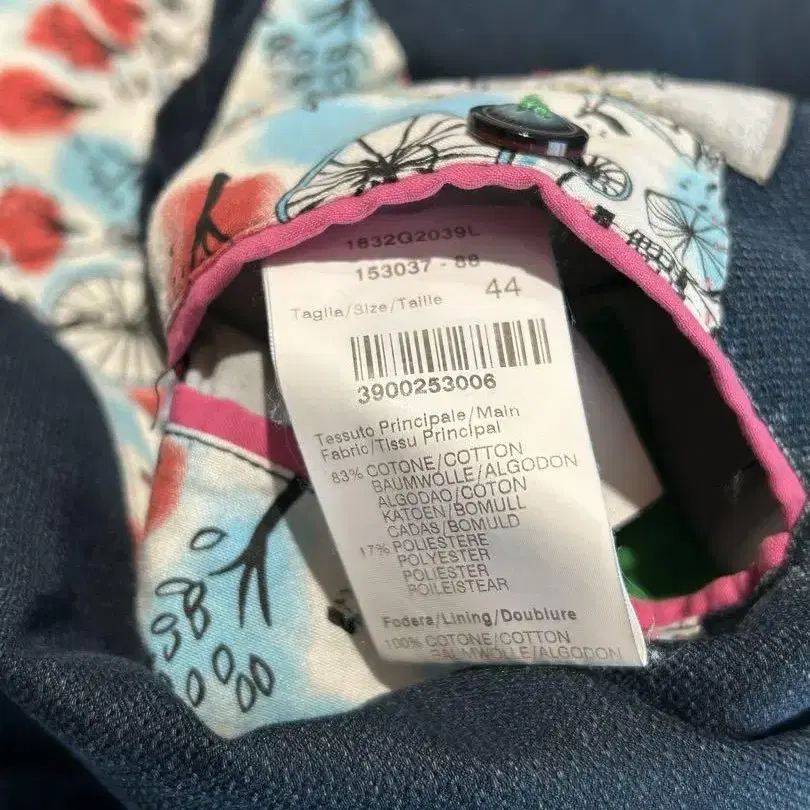 1832G2039L
153037 - 88
Taglia/Size/Taille 44
3900253006
Tessuto Principale/Main
Fabric/Tissu Principal
83% COTONE/COTTON
BAUMWOLLE/ALGODON
ALGODAO/COTON
KATOEN/BOMULL
CADAS/BOMULD
17% POLIESTERE
POLYESTER
POLIESTER
POILEISTEAR
Fodera/Lining/Doublure
100% COTONE/COTTON
BAUMWOLLE/ALGODON